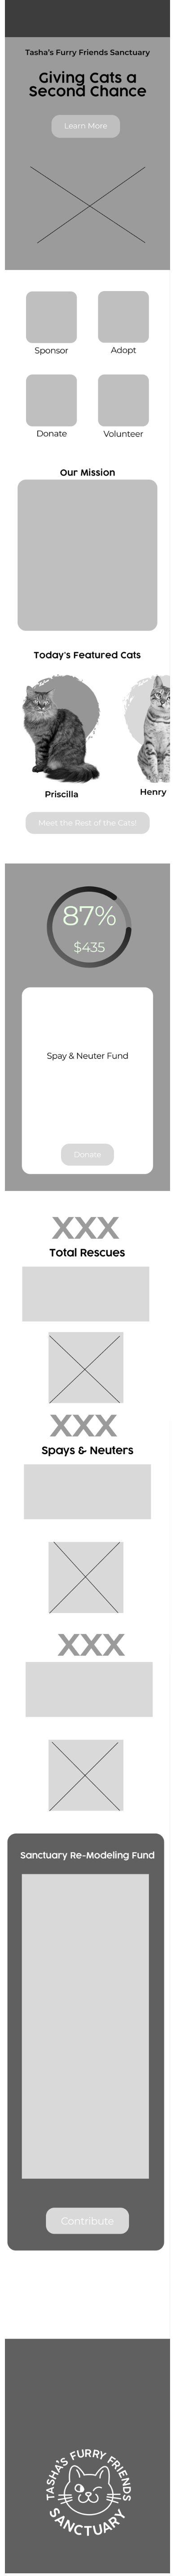 Tasha's Furry Friends Sanctuary
Giving Cats a
Second Chance
Learn More
Sponsor
Adopt
Donate
Volunteer
Our Mission
Today's Featured Cats
Priscilla
Henry
Meet the Rest of the Cats!
87%
$435
Spay & Neuter Fund
Donate
XXX
Total Rescues
XXX
Spays & Neuters
XXX
Sanctuary Re-Modeling Fund
Contribute
TASHA'S FURRY FRIENDS
SANCTUARY